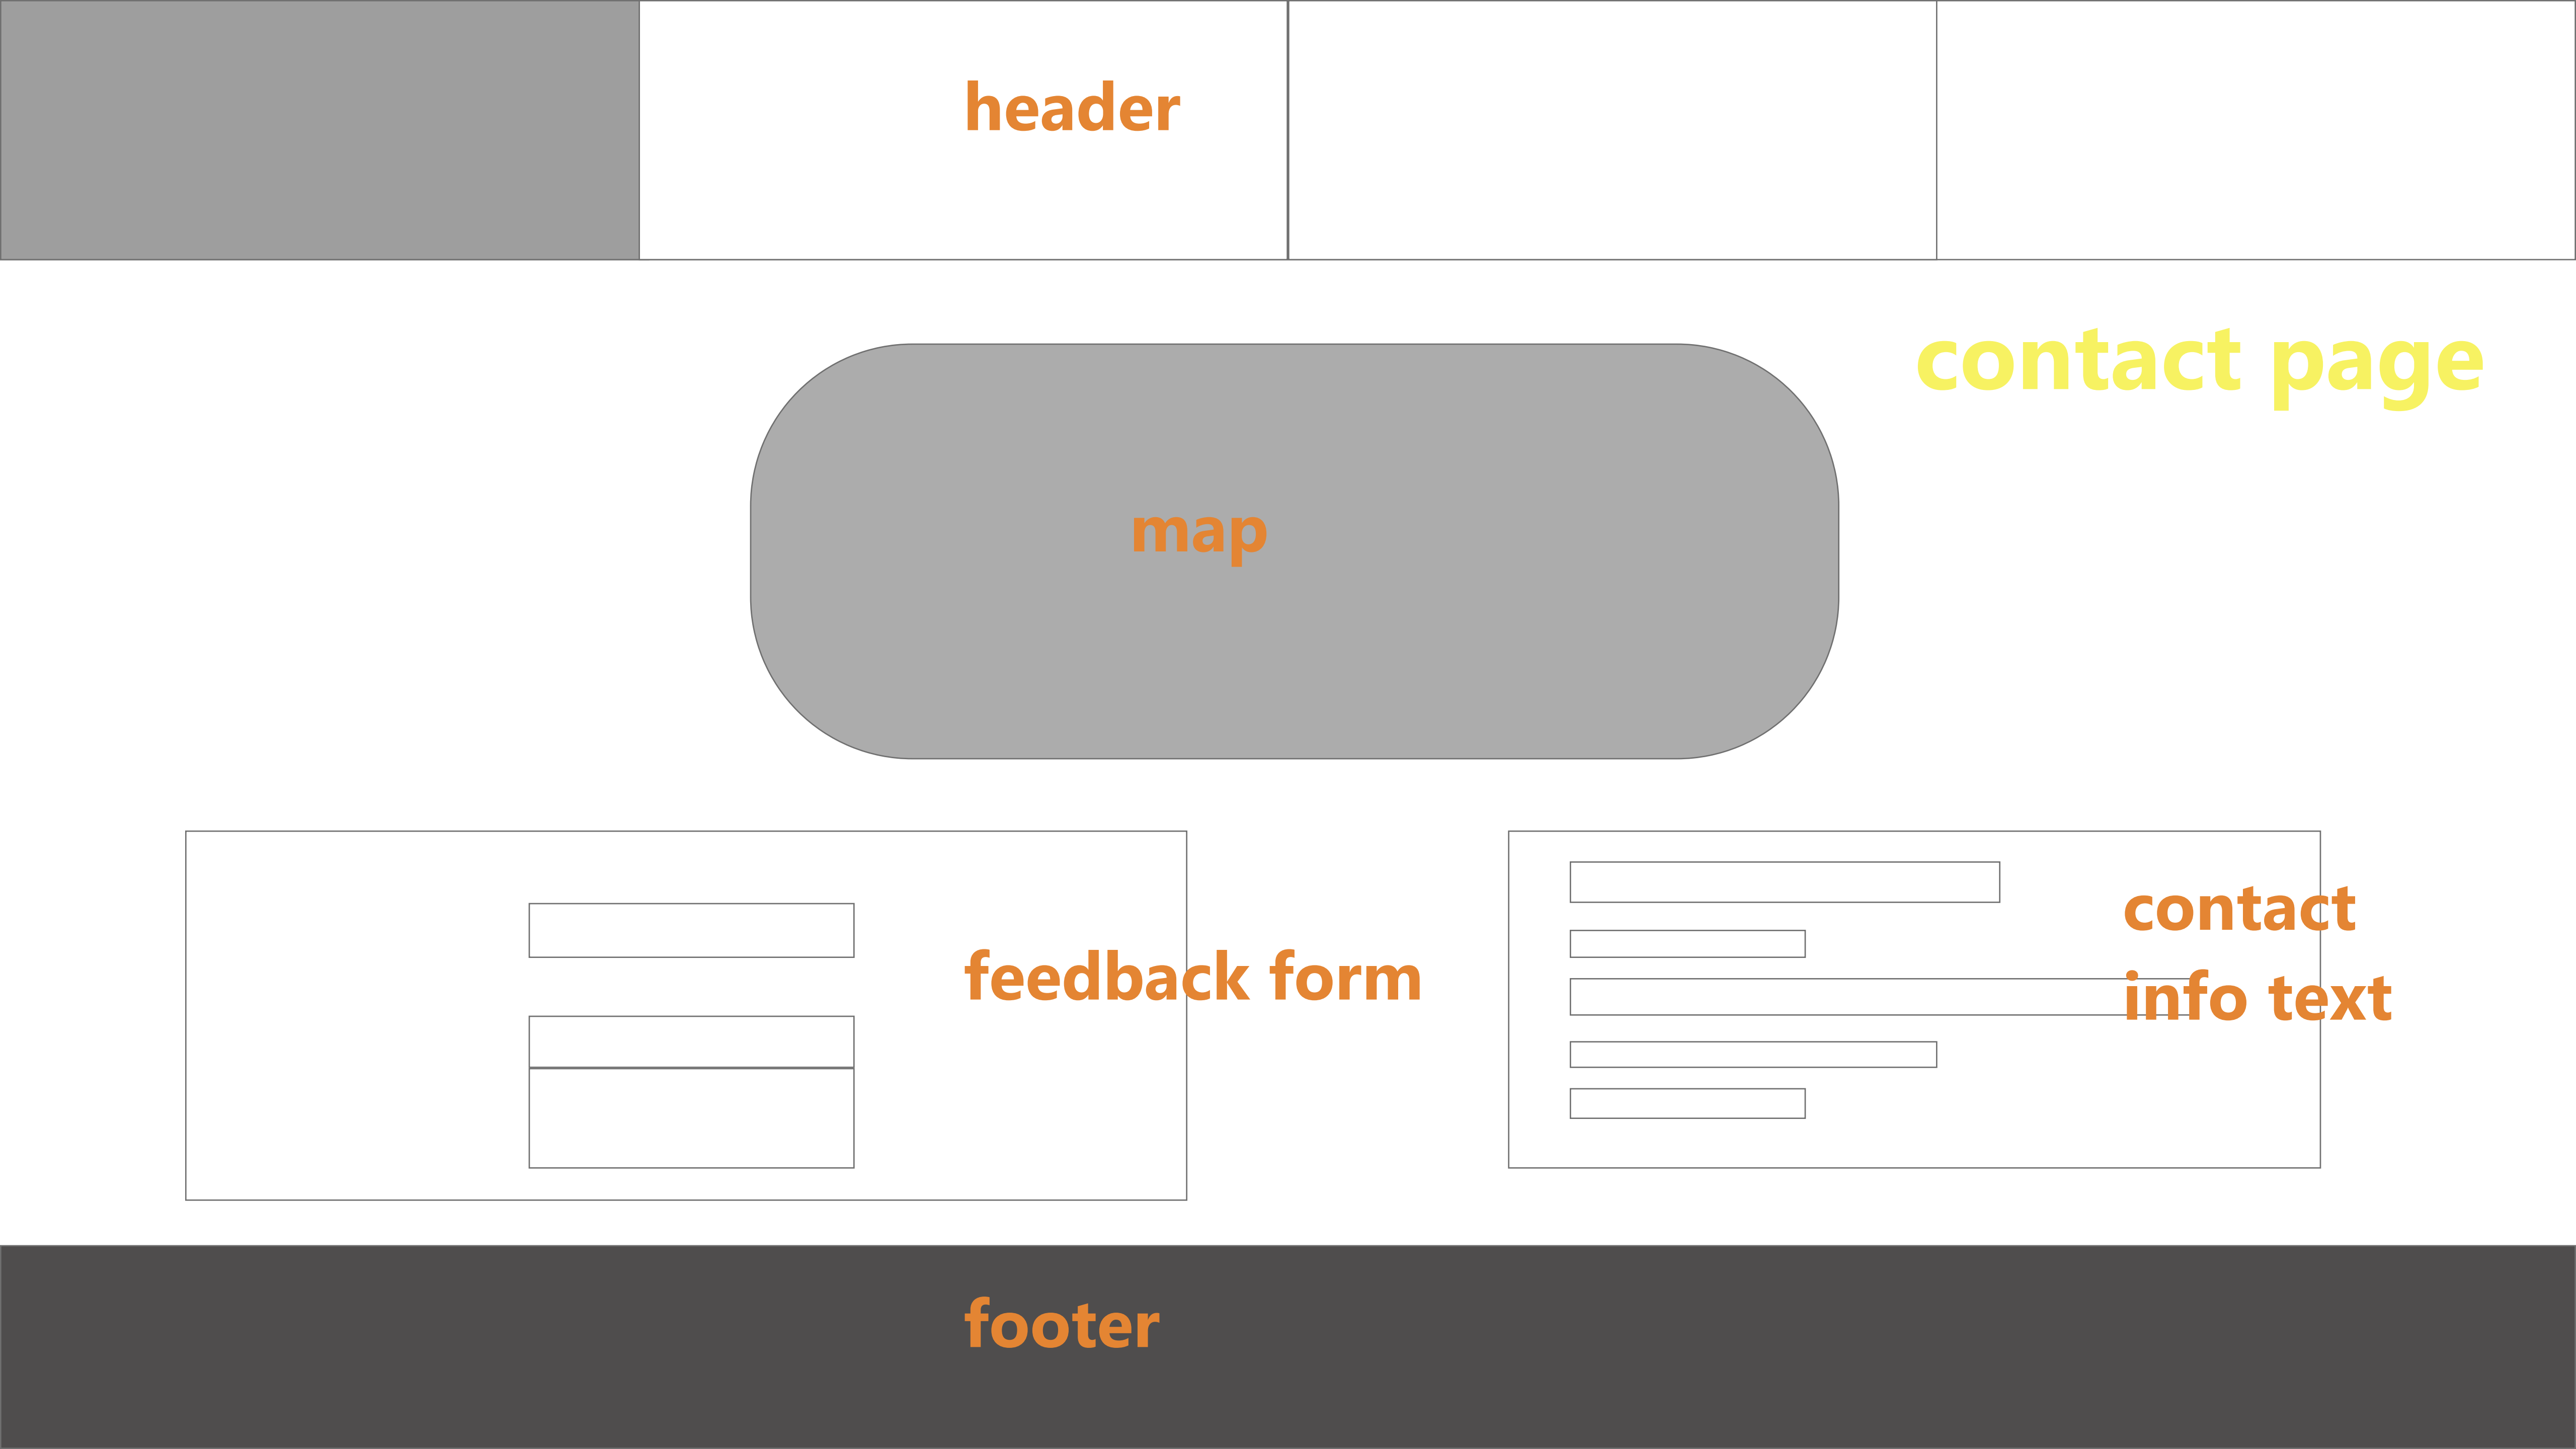 header
contact page
map
feedback form
contact
info text
footer